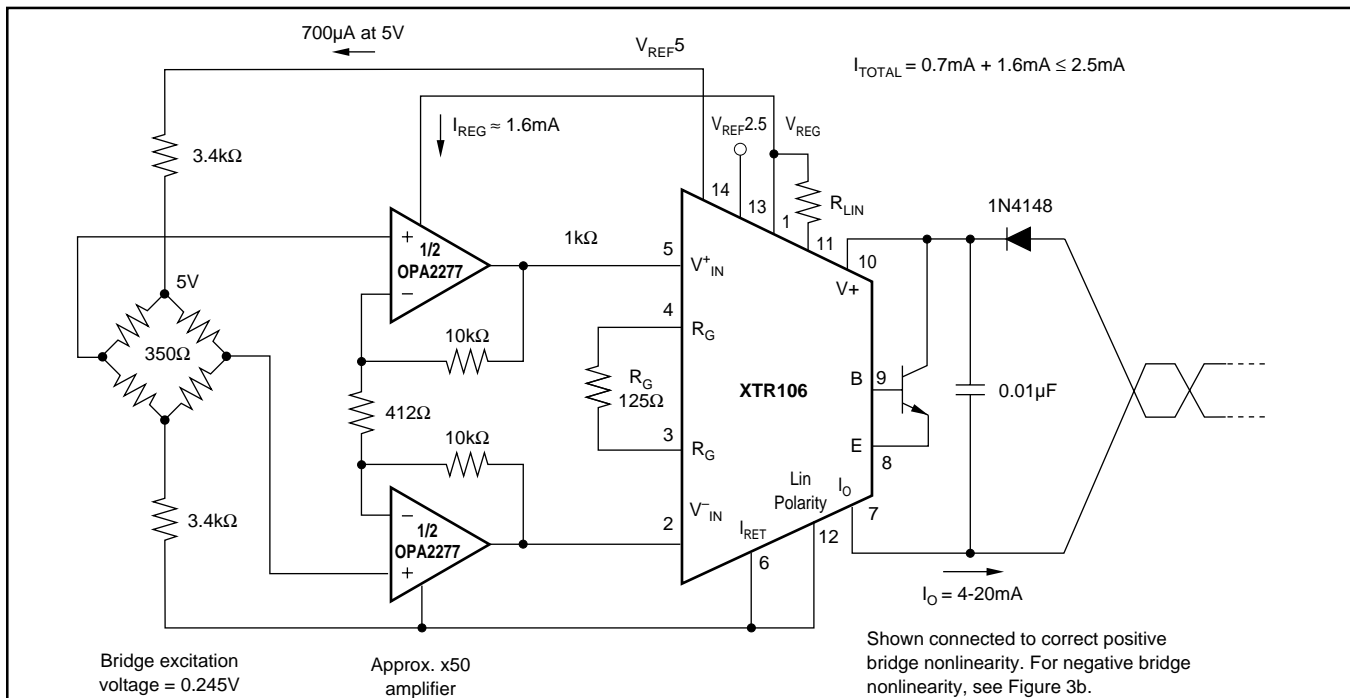 700µA at 5V
V_REF5
I_TOTAL = 0.7mA + 1.6mA ≤ 2.5mA
I_REG ≈ 1.6mA
V_REF2.5
V_REG
3.4kΩ
14
13
1
R_LIN
11
1N4148
+
1/2
OPA2277
–
1kΩ
5
V⁺_IN
10
V+
5V
350Ω
10kΩ
4
R_G
R_G
125Ω
XTR106
B
9
0.01µF
412Ω
10kΩ
3
R_G
E
8
Lin
Polarity
I_O
7
3.4kΩ
–
1/2
OPA2277
+
2
V⁻_IN
I_RET
12
6
I_O = 4-20mA
Bridge excitation
voltage = 0.245V
Approx. x50
amplifier
Shown connected to correct positive
bridge nonlinearity. For negative bridge
nonlinearity, see Figure 3b.